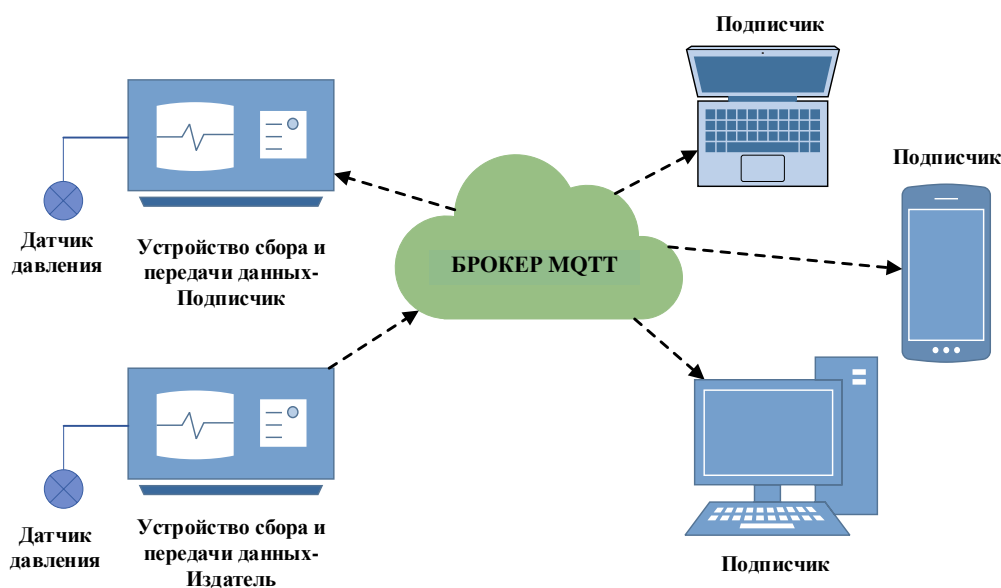 Подписчик
Подписчик
Датчик
давления
Устройство сбора и
передачи данных-
Подписчик
БРОКЕР MQTT
Датчик
давления
Устройство сбора и
передачи данных-
Издатель
Подписчик